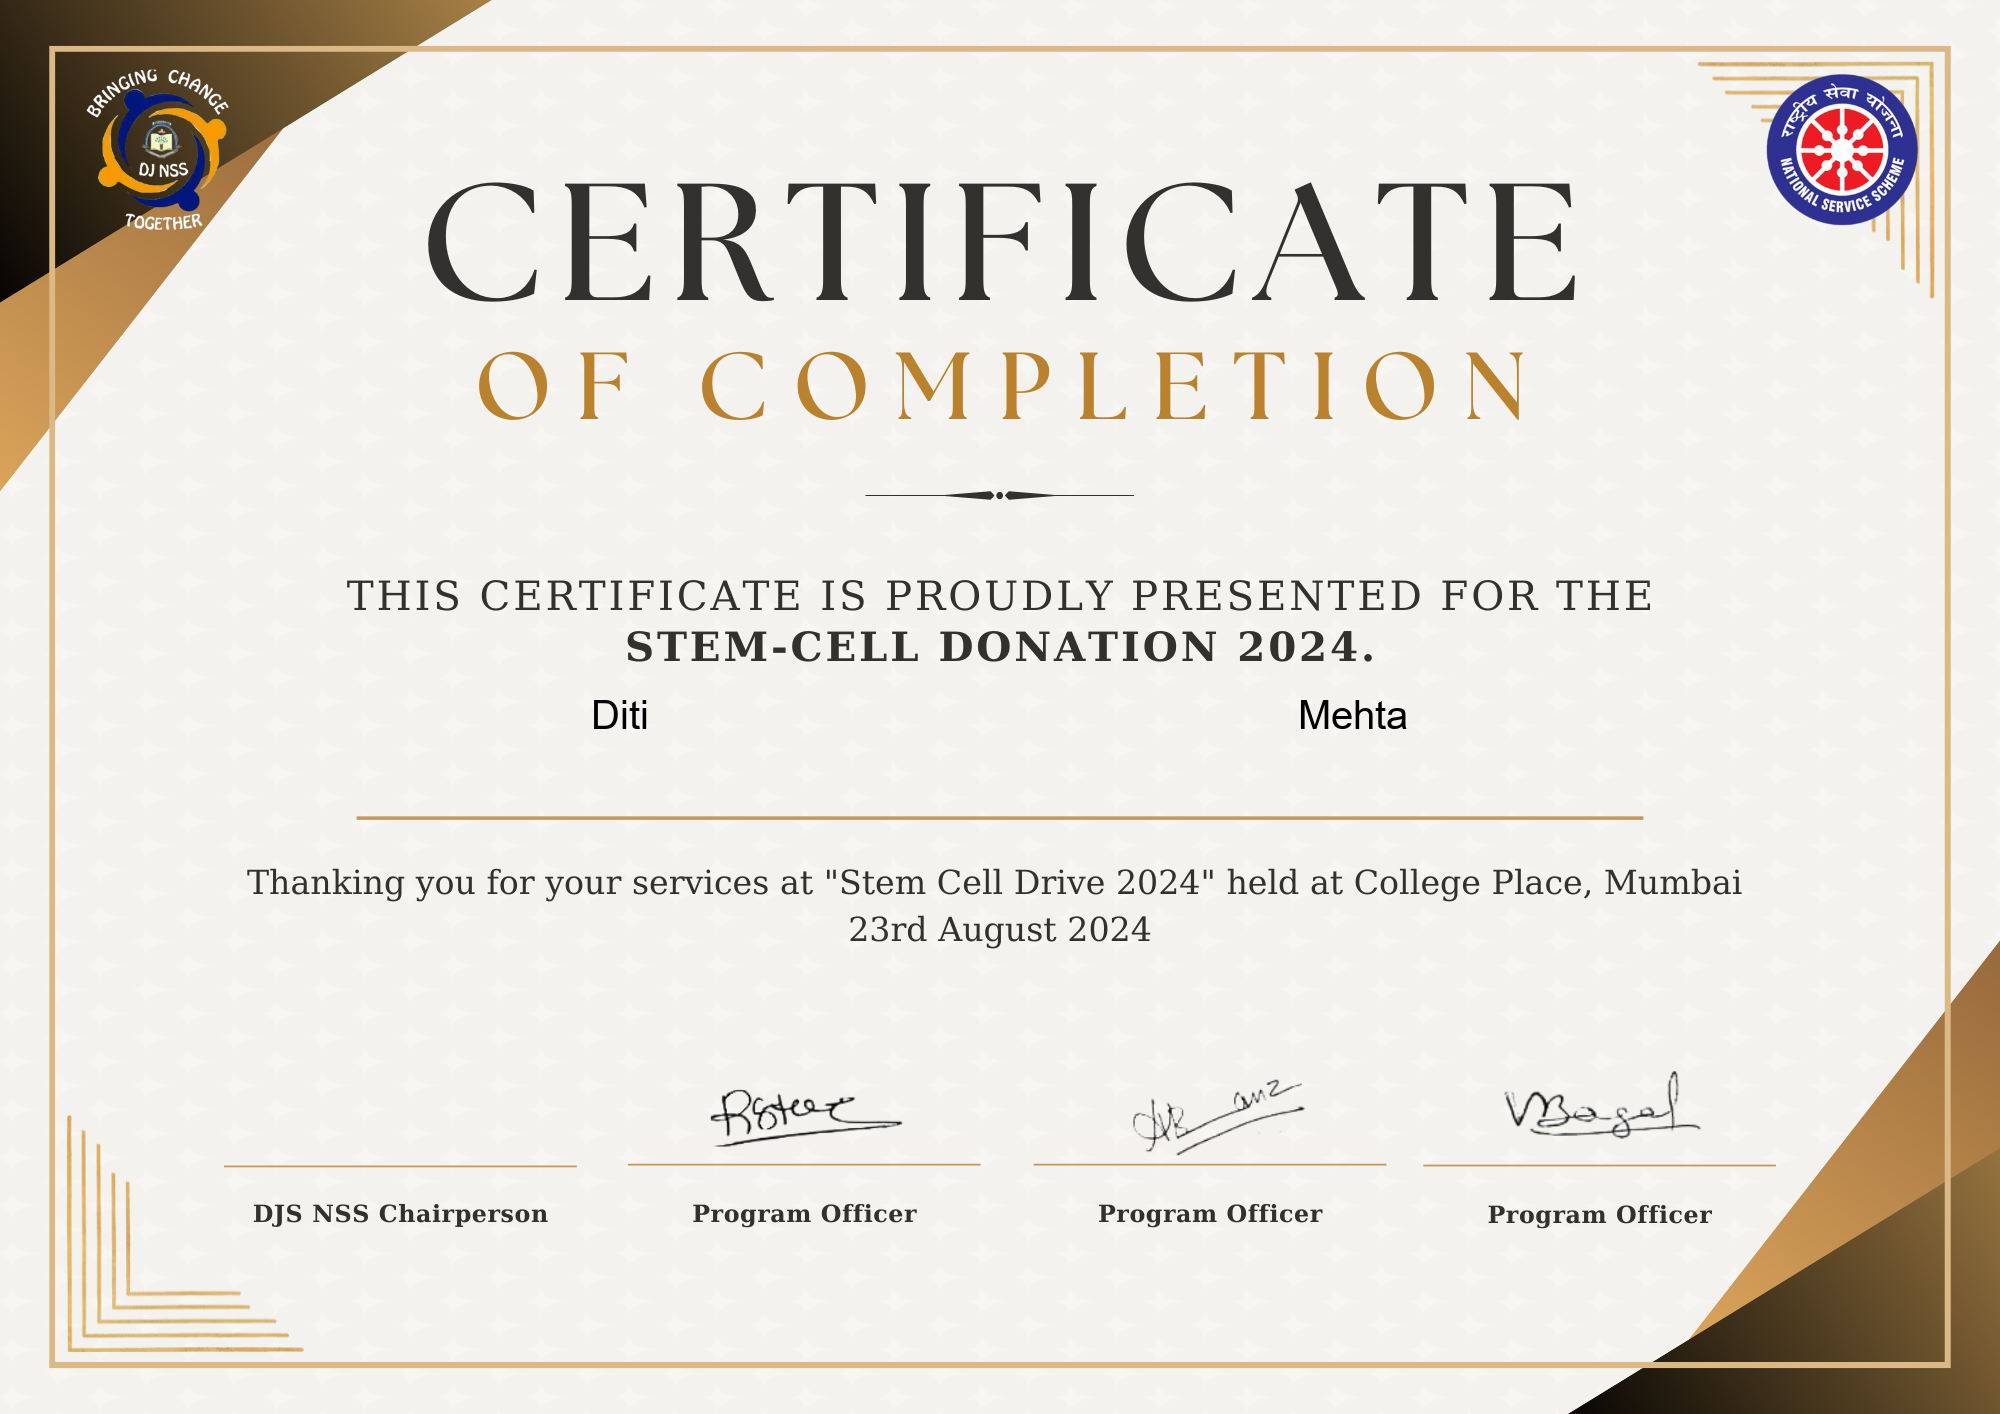 BRINGING CHANGE
DJ NSS
TOGETHER
राष्ट्रीय सेवा योजना
NATIONAL SERVICE SCHEME
CERTIFICATE
OF COMPLETION
THIS CERTIFICATE IS PROUDLY PRESENTED FOR THE
STEM-CELL DONATION 2024.
Diti Mehta
Thanking you for your services at "Stem Cell Drive 2024" held at College Place, Mumbai
23rd August 2024
DJS NSS Chairperson Program Officer Program Officer Program Officer